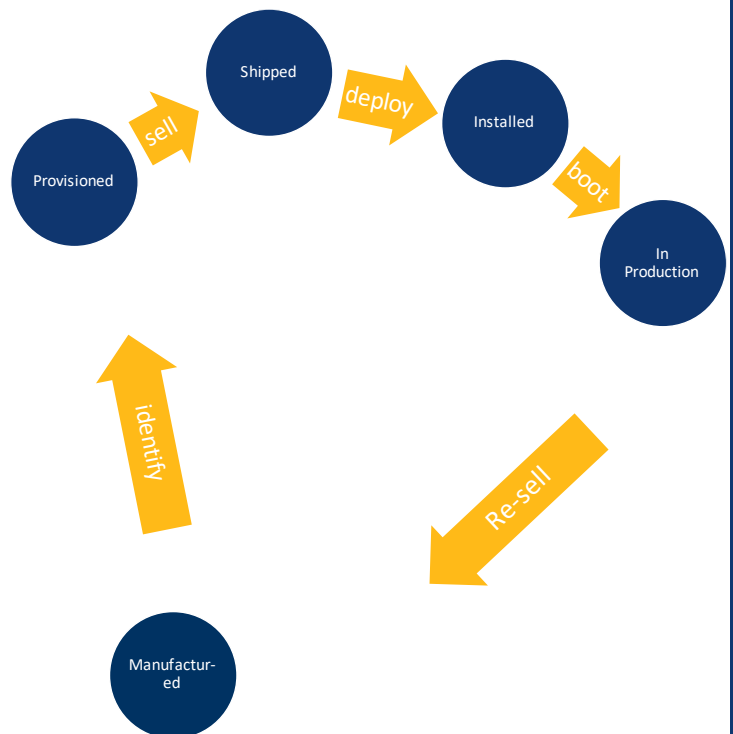 Shipped
deploy
sell
Installed
Provisioned
boot
In
Production
identify
Re-sell
Manufactur-
ed